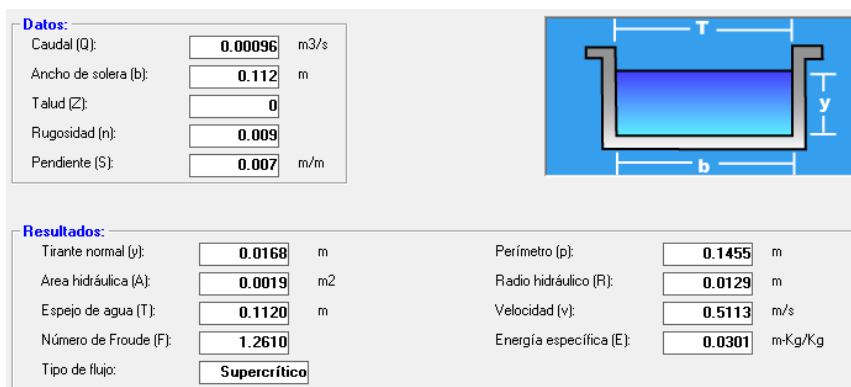 Datos:
Caudal (Q): 0.00096 m3/s
Ancho de solera (b): 0.112 m
Talud (Z): 0
Rugosidad (n): 0.009
Pendiente (S): 0.007 m/m
T
y
b
Resultados:
Tirante normal (y): 0.0168 m Perímetro (p): 0.1455 m
Area hidráulica (A): 0.0019 m2 Radio hidráulico (R): 0.0129 m
Espejo de agua (T): 0.1120 m Velocidad (v): 0.5113 m/s
Número de Froude (F): 1.2610 Energía específica (E): 0.0301 m-Kg/Kg
Tipo de flujo: Supercrítico